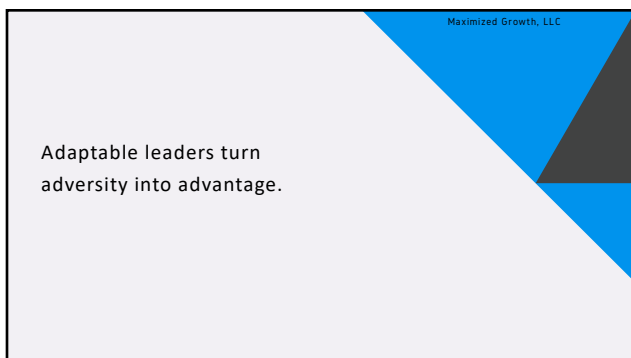 Maximized Growth, LLC
Adaptable leaders turn
adversity into advantage.